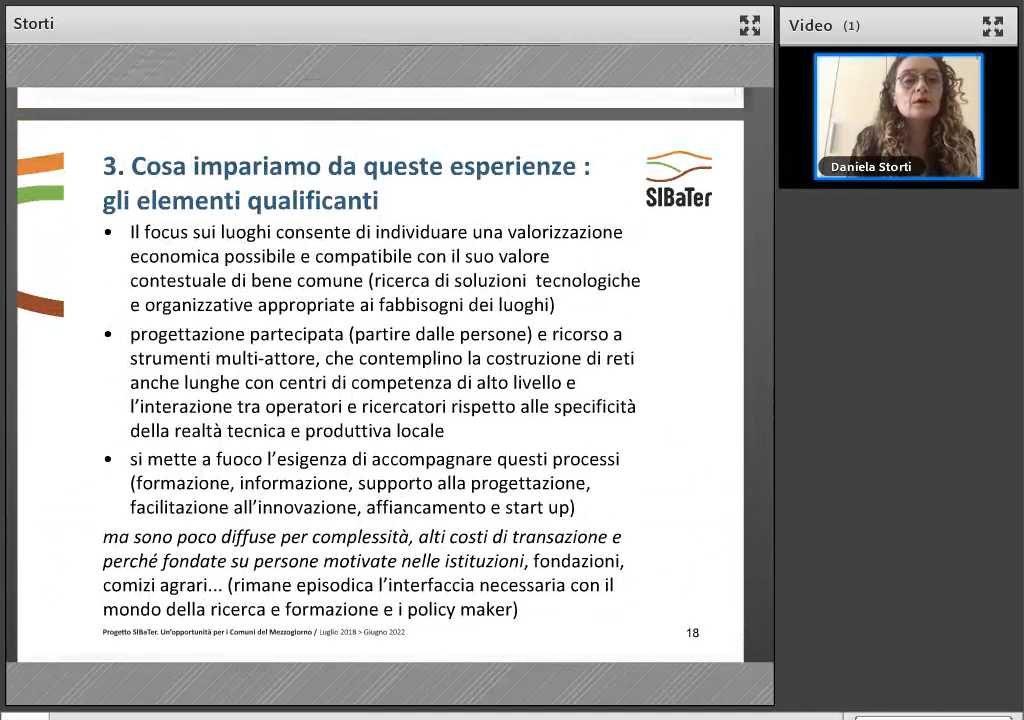 Storti
Video (1)
Daniela Storti
3. Cosa impariamo da queste esperienze :
gli elementi qualificanti
SIBaTer
• Il focus sui luoghi consente di individuare una valorizzazione
economica possibile e compatibile con il suo valore
contestuale di bene comune (ricerca di soluzioni tecnologiche
e organizzative appropriate ai fabbisogni dei luoghi)
• progettazione partecipata (partire dalle persone) e ricorso a
strumenti multi-attore, che contemplino la costruzione di reti
anche lunghe con centri di competenza di alto livello e
l’interazione tra operatori e ricercatori rispetto alle specificità
della realtà tecnica e produttiva locale
• si mette a fuoco l’esigenza di accompagnare questi processi
(formazione, informazione, supporto alla progettazione,
facilitazione all’innovazione, affiancamento e start up)
ma sono poco diffuse per complessità, alti costi di transazione e
perché fondate su persone motivate nelle istituzioni, fondazioni,
comizi agrari... (rimane episodica l’interfaccia necessaria con il
mondo della ricerca e formazione e i policy maker)
Progetto SIBaTer. Un’opportunità per i Comuni del Mezzogiorno / Luglio 2018 > Giugno 2022
18